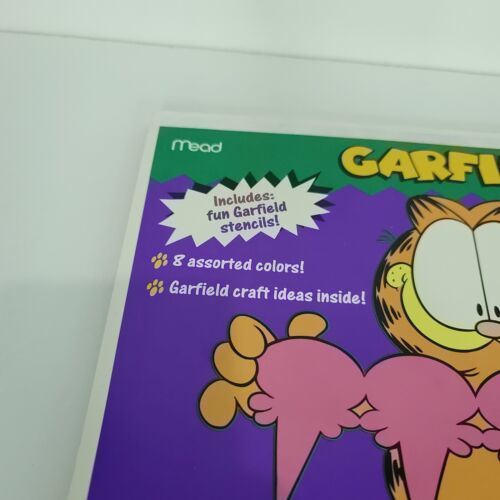 Mead
Includes:
fun Garfield
stencils!
8 assorted colors!
Garfield craft ideas inside!